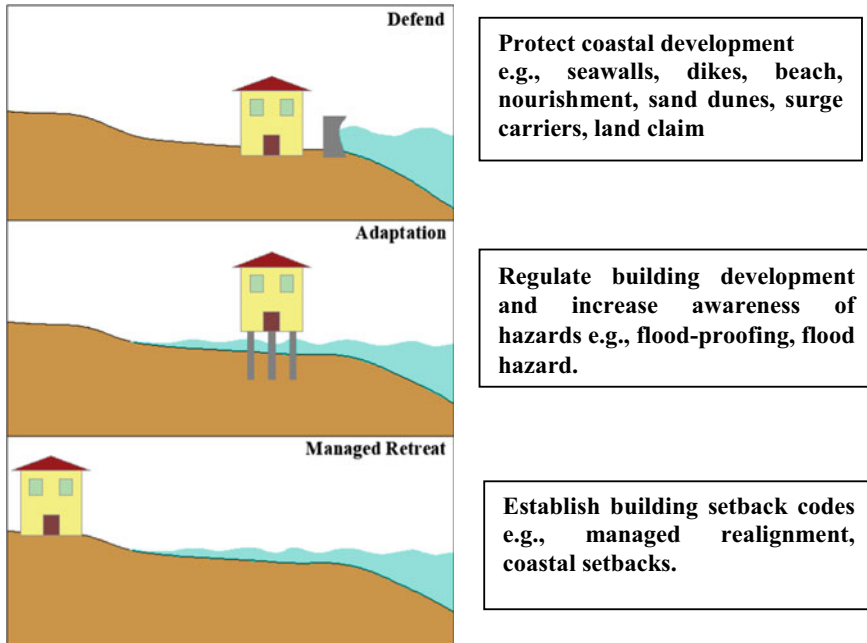 Defend
Protect coastal development
e.g., seawalls, dikes, beach,
nourishment, sand dunes, surge
carriers, land claim
Adaptation
Regulate building development
and increase awareness of
hazards e.g., flood-proofing, flood
hazard.
Managed Retreat
Establish building setback codes
e.g., managed realignment,
coastal setbacks.